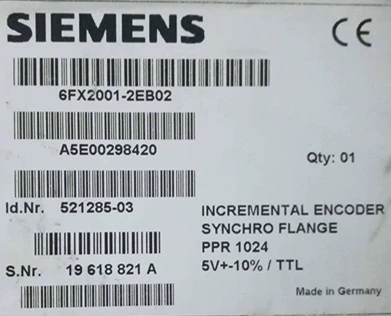 SIEMENS CE
6FX2001-2EB02
A5E00298420
Qty: 01
Id.Nr. 521285-03
INCREMENTAL ENCODER
SYNCHRO FLANGE
PPR 1024
5V+-10% / TTL
S.Nr. 19 618 821 A
Made in Germany